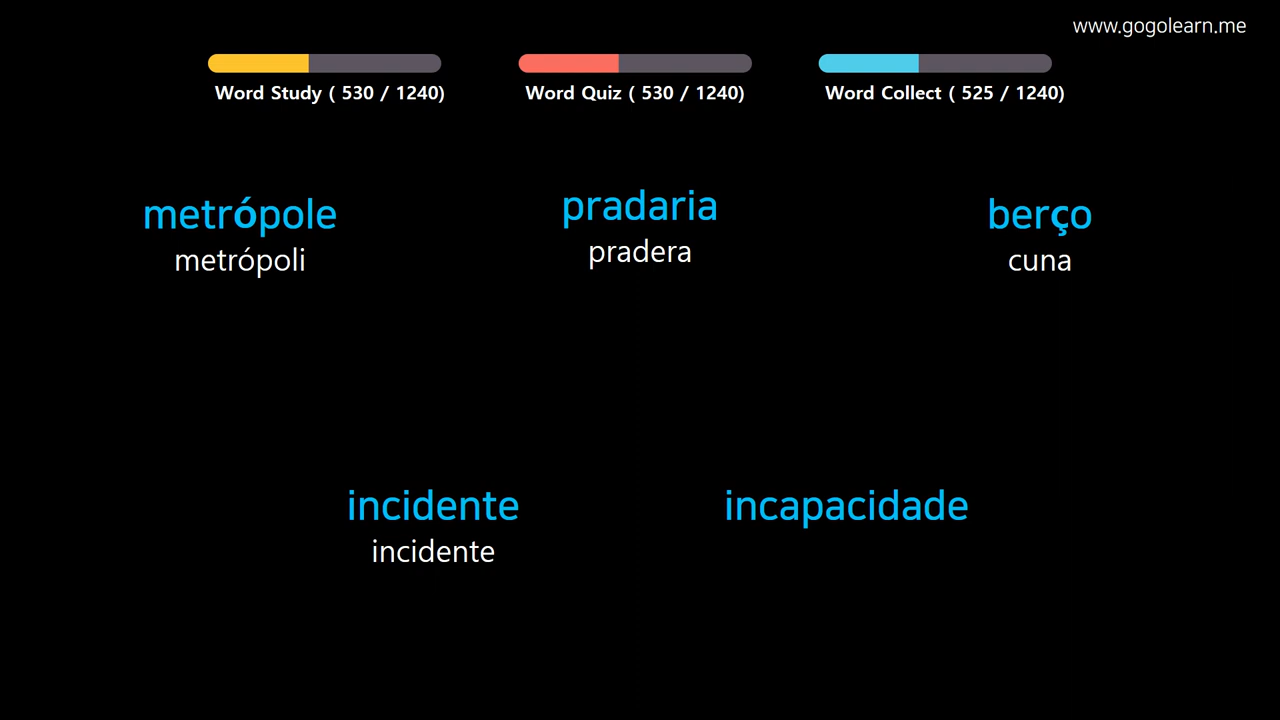 www.gogolearn.me
Word Study ( 530 / 1240)
Word Quiz ( 530 / 1240)
Word Collect ( 525 / 1240)
metrópole
metrópoli
pradaria
pradera
berço
cuna
incidente
incidente
incapacidade